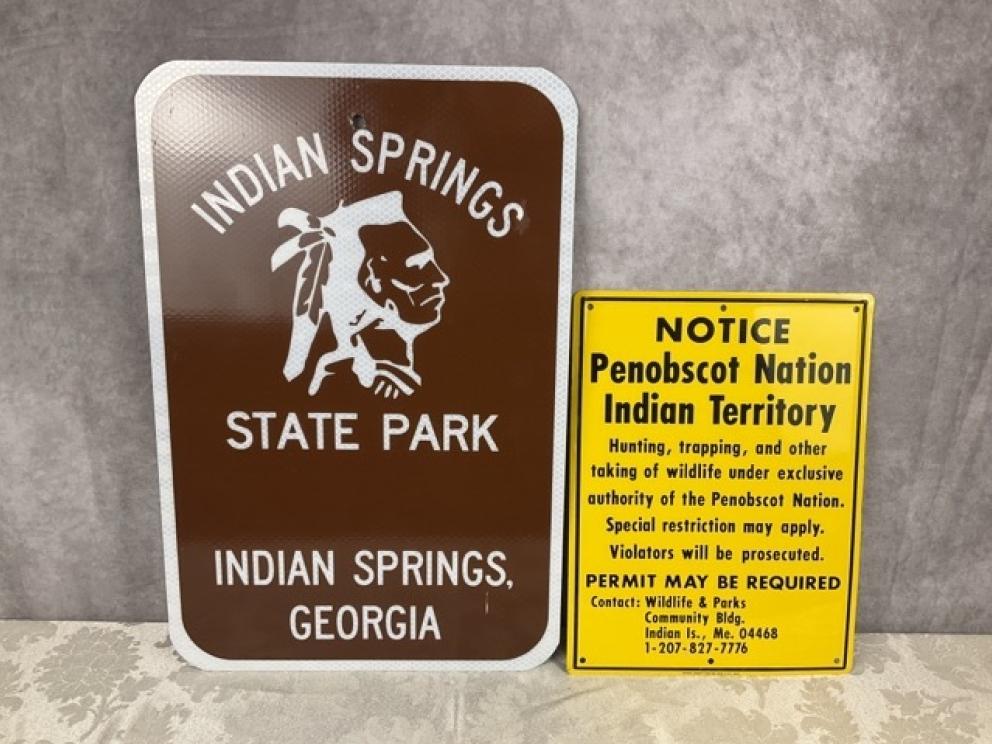 INDIAN SPRINGS
STATE PARK
INDIAN SPRINGS,
GEORGIA
NOTICE
Penobscot Nation
Indian Territory
Hunting, trapping, and other
taking of wildlife under exclusive
authority of the Penobscot Nation.
Special restriction may apply.
Violators will be prosecuted.
PERMIT MAY BE REQUIRED
Contact: Wildlife & Parks
Community Bldg.
Indian Is., Me. 04468
1-207-827-7776